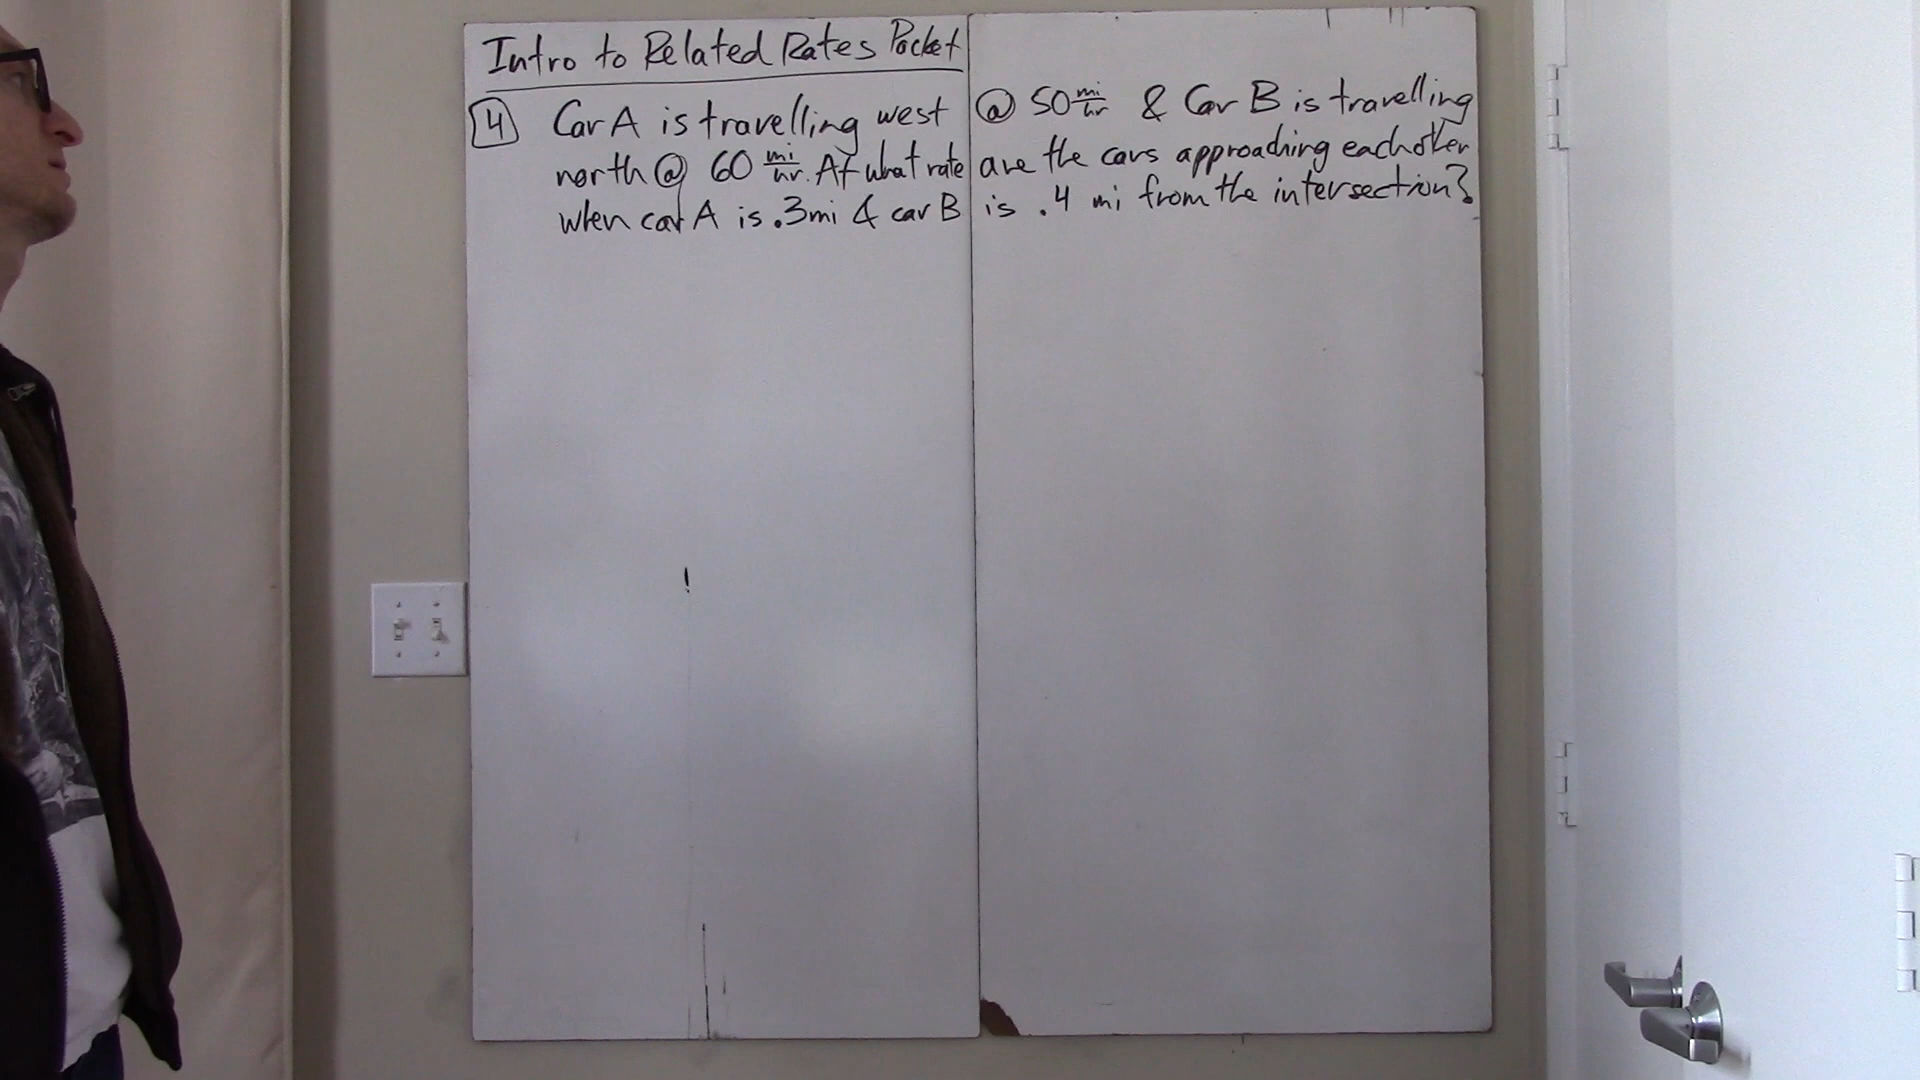 Intro to Related Rates Packet
4 Car A is travelling west @ 50 mi/hr & Car B is travelling
north @ 60 mi/hr. At what rate are the cars approaching each other
when car A is .3mi & car B is .4 mi from the intersection?